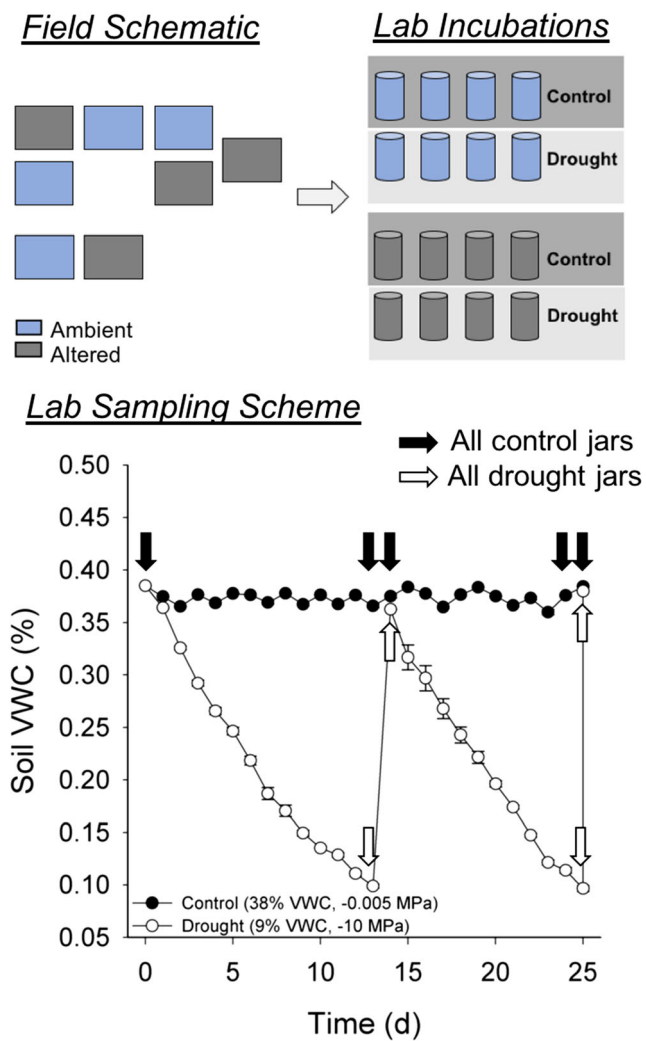 Field Schematic
Lab Incubations
Control
Drought
Control
Drought
Ambient
Altered
Lab Sampling Scheme
All control jars
All drought jars
0.50
0.45
0.40
0.35
0.30
0.25
0.20
0.15
0.10
0.05
Soil VWC (%)
Control (38% VWC, -0.005 MPa)
Drought (9% VWC, -10 MPa)
0 5 10 15 20 25
Time (d)